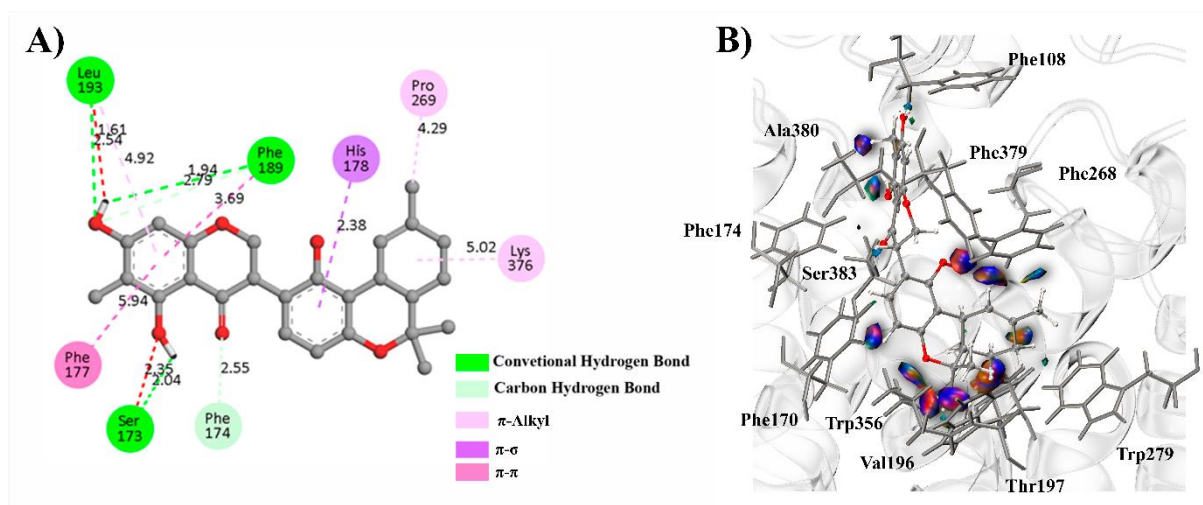 A)
Leu
193
Pro
269
1.61
2.54
4.92
4.29
His
178
1.94
2.79
Phe
189
3.69
2.38
5.02
Lys
376
5.94
Phe
177
2.35
2.04
2.55
Ser
173
Phe
174
Convetional Hydrogen Bond
Carbon Hydrogen Bond
π-Alkyl
π-σ
π-π
B)
Phe108
Ala380
Phe379
Phe268
Phe174
Ser383
Phe170
Trp356
Val196
Trp279
Thr197